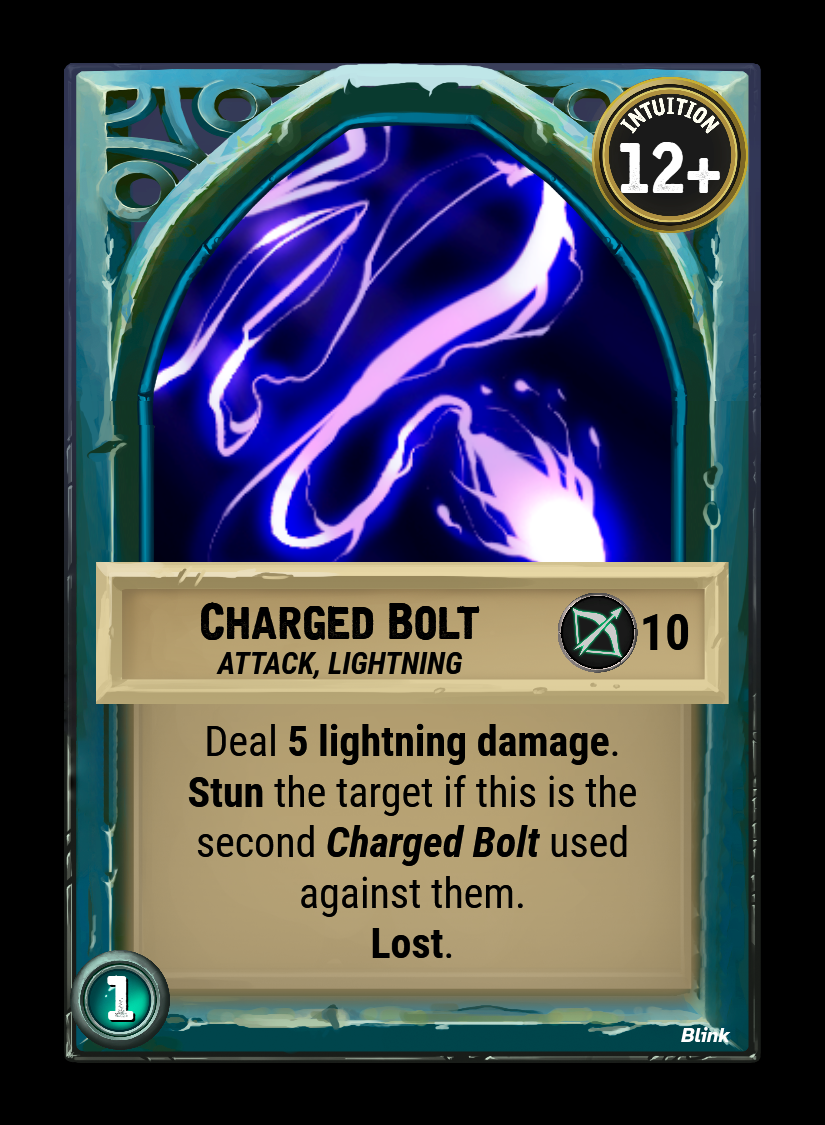 INTUITION
12+
CHARGED BOLT
ATTACK, LIGHTNING
10
Deal 5 lightning damage.
Stun the target if this is the
second Charged Bolt used
against them.
Lost.
1
Blink